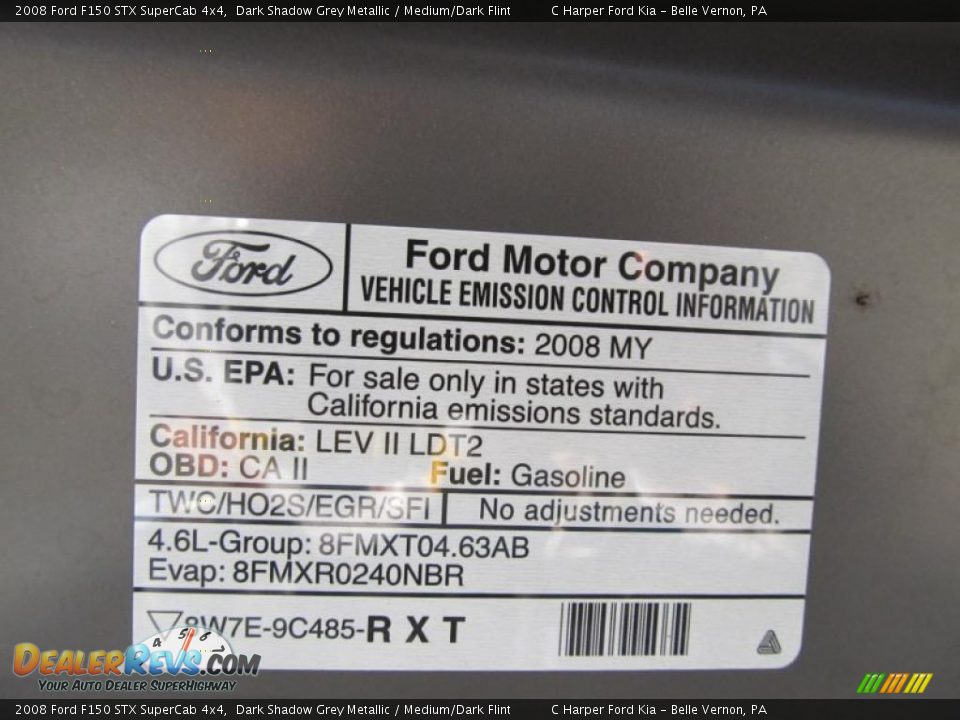 2008 Ford F150 STX SuperCab 4x4, Dark Shadow Grey Metallic / Medium/Dark Flint C Harper Ford Kia - Belle Vernon, PA
Ford
Ford Motor Company
VEHICLE EMISSION CONTROL INFORMATION
Conforms to regulations: 2008 MY
U.S. EPA: For sale only in states with
California emissions standards.
California: LEV II LDT2
OBD: CA II Fuel: Gasoline
TWC/HO2S/EGR/SFI No adjustments needed.
4.6L-Group: 8FMXT04.63AB
Evap: 8FMXR0240NBR
8W7E-9C485-R X T
4 5 6 7
DealerRevs.com
Your Auto Dealer SuperHighway
2008 Ford F150 STX SuperCab 4x4, Dark Shadow Grey Metallic / Medium/Dark Flint C Harper Ford Kia - Belle Vernon, PA